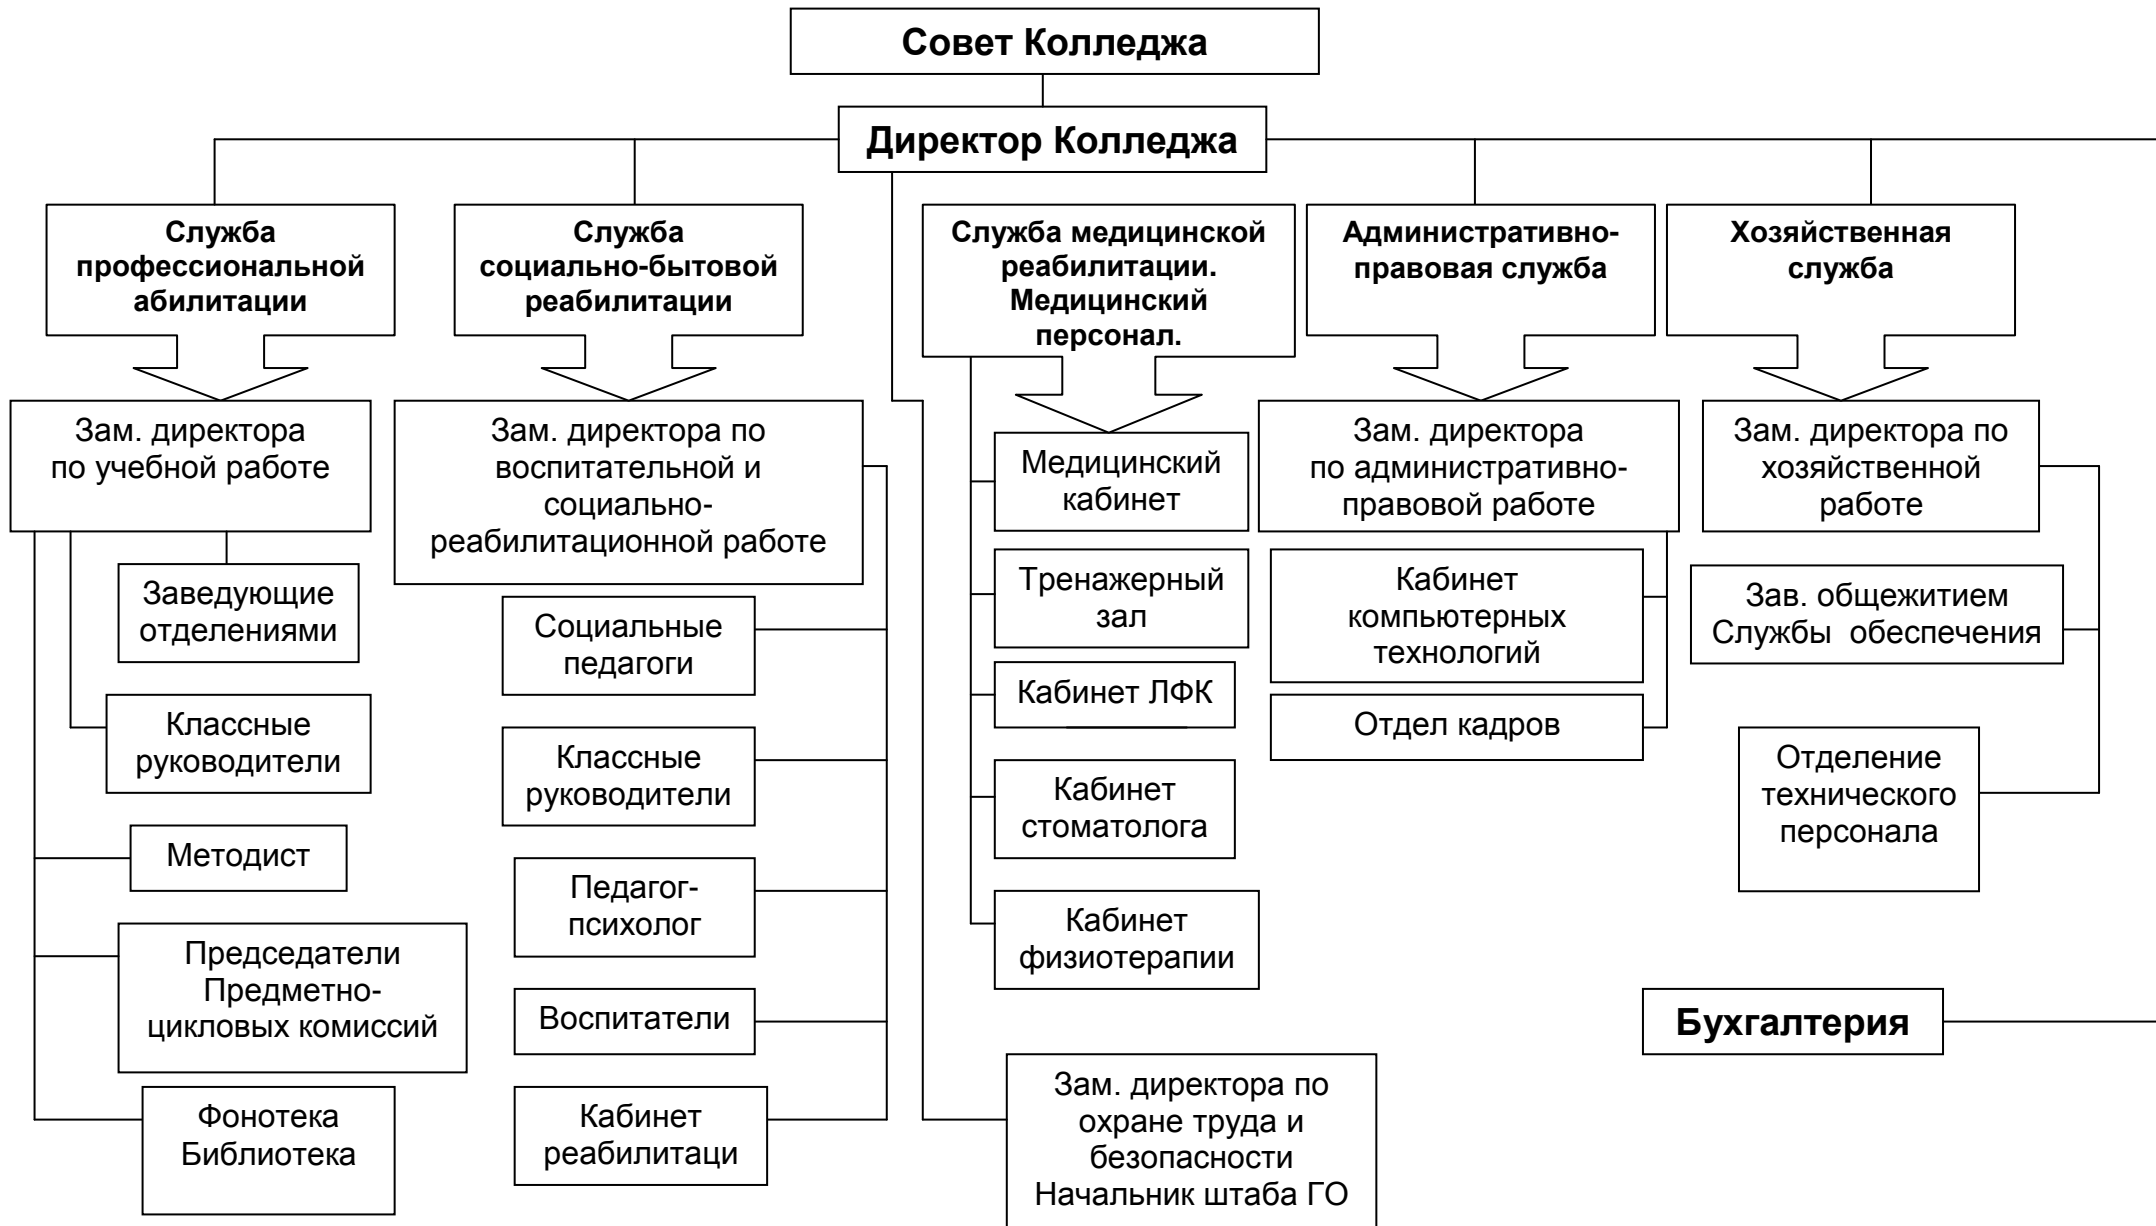 Совет Колледжа
Директор Колледжа
Служба
профессиональной
абилитации
Служба
социально-бытовой
реабилитации
Служба медицинской
реабилитации.
Медицинский
персонал.
Административно-
правовая служба
Хозяйственная
служба
Зам. директора
по учебной работе
Заведующие
отделениями
Классные
руководители
Методист
Председатели
Предметно-
цикловых комиссий
Фонотека
Библиотека
Зам. директора по
воспитательной и
социально-
реабилитационной работе
Социальные
педагоги
Классные
руководители
Педагог-
психолог
Воспитатели
Кабинет
реабилитаци
Медицинский
кабинет
Тренажерный
зал
Кабинет ЛФК
Кабинет
стоматолога
Кабинет
физиотерапии
Зам. директора по
охране труда и
безопасности
Начальник штаба ГО
Зам. директора
по административно-
правовой работе
Кабинет
компьютерных
технологий
Отдел кадров
Зам. директора по
хозяйственной
работе
Зав. общежитием
Службы обеспечения
Отделение
технического
персонала
Бухгалтерия